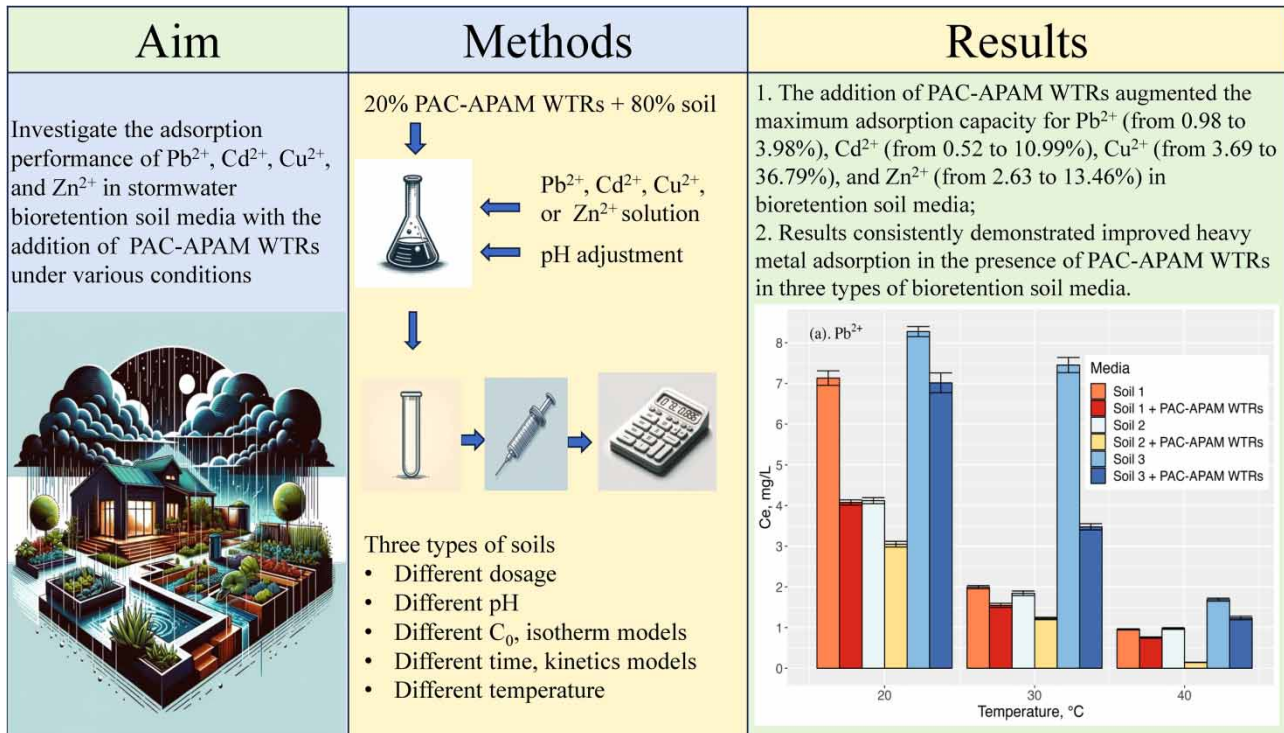 Aim
Investigate the adsorption
performance of Pb²⁺, Cd²⁺, Cu²⁺,
and Zn²⁺ in stormwater
bioretention soil media with the
addition of PAC-APAM WTRs
under various conditions
Methods
20% PAC-APAM WTRs + 80% soil
Pb²⁺, Cd²⁺, Cu²⁺,
or Zn²⁺ solution
pH adjustment
Three types of soils
• Different dosage
• Different pH
• Different C₀, isotherm models
• Different time, kinetics models
• Different temperature
Results
1. The addition of PAC-APAM WTRs augmented the
maximum adsorption capacity for Pb²⁺ (from 0.98 to
3.98%), Cd²⁺ (from 0.52 to 10.99%), Cu²⁺ (from 3.69 to
36.79%), and Zn²⁺ (from 2.63 to 13.46%) in
bioretention soil media;
2. Results consistently demonstrated improved heavy
metal adsorption in the presence of PAC-APAM WTRs
in three types of bioretention soil media.
(a). Pb²⁺
Media
Soil 1
Soil 1 + PAC-APAM WTRs
Soil 2
Soil 2 + PAC-APAM WTRs
Soil 3
Soil 3 + PAC-APAM WTRs
Ce, mg/L
8
7
6
5
4
3
2
1
0
20 30 40
Temperature, °C